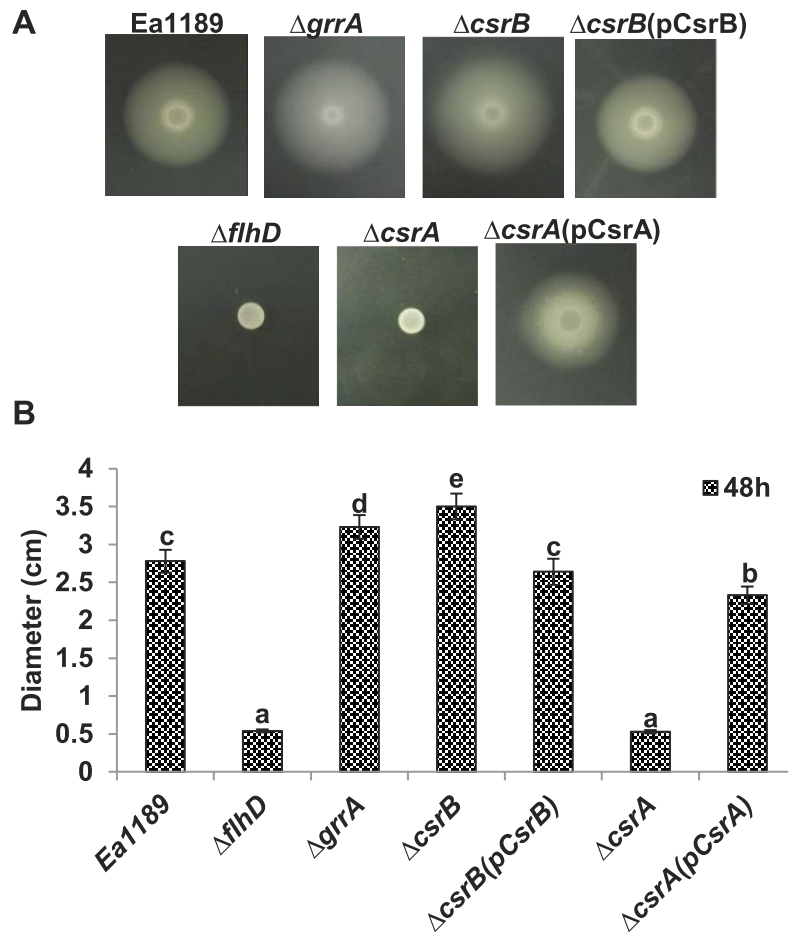 A
Ea1189 ΔgrrA ΔcsrB ΔcsrB(pCsrB)
ΔflhD ΔcsrA ΔcsrA(pCsrA)
B
4
3.5
3
2.5
2
1.5
1
0.5
0
Diameter (cm)
c
a
d
e
c
a
b
48h
Ea1189
ΔflhD
ΔgrrA
ΔcsrB
ΔcsrB(pCsrB)
ΔcsrA
ΔcsrA(pCsrA)